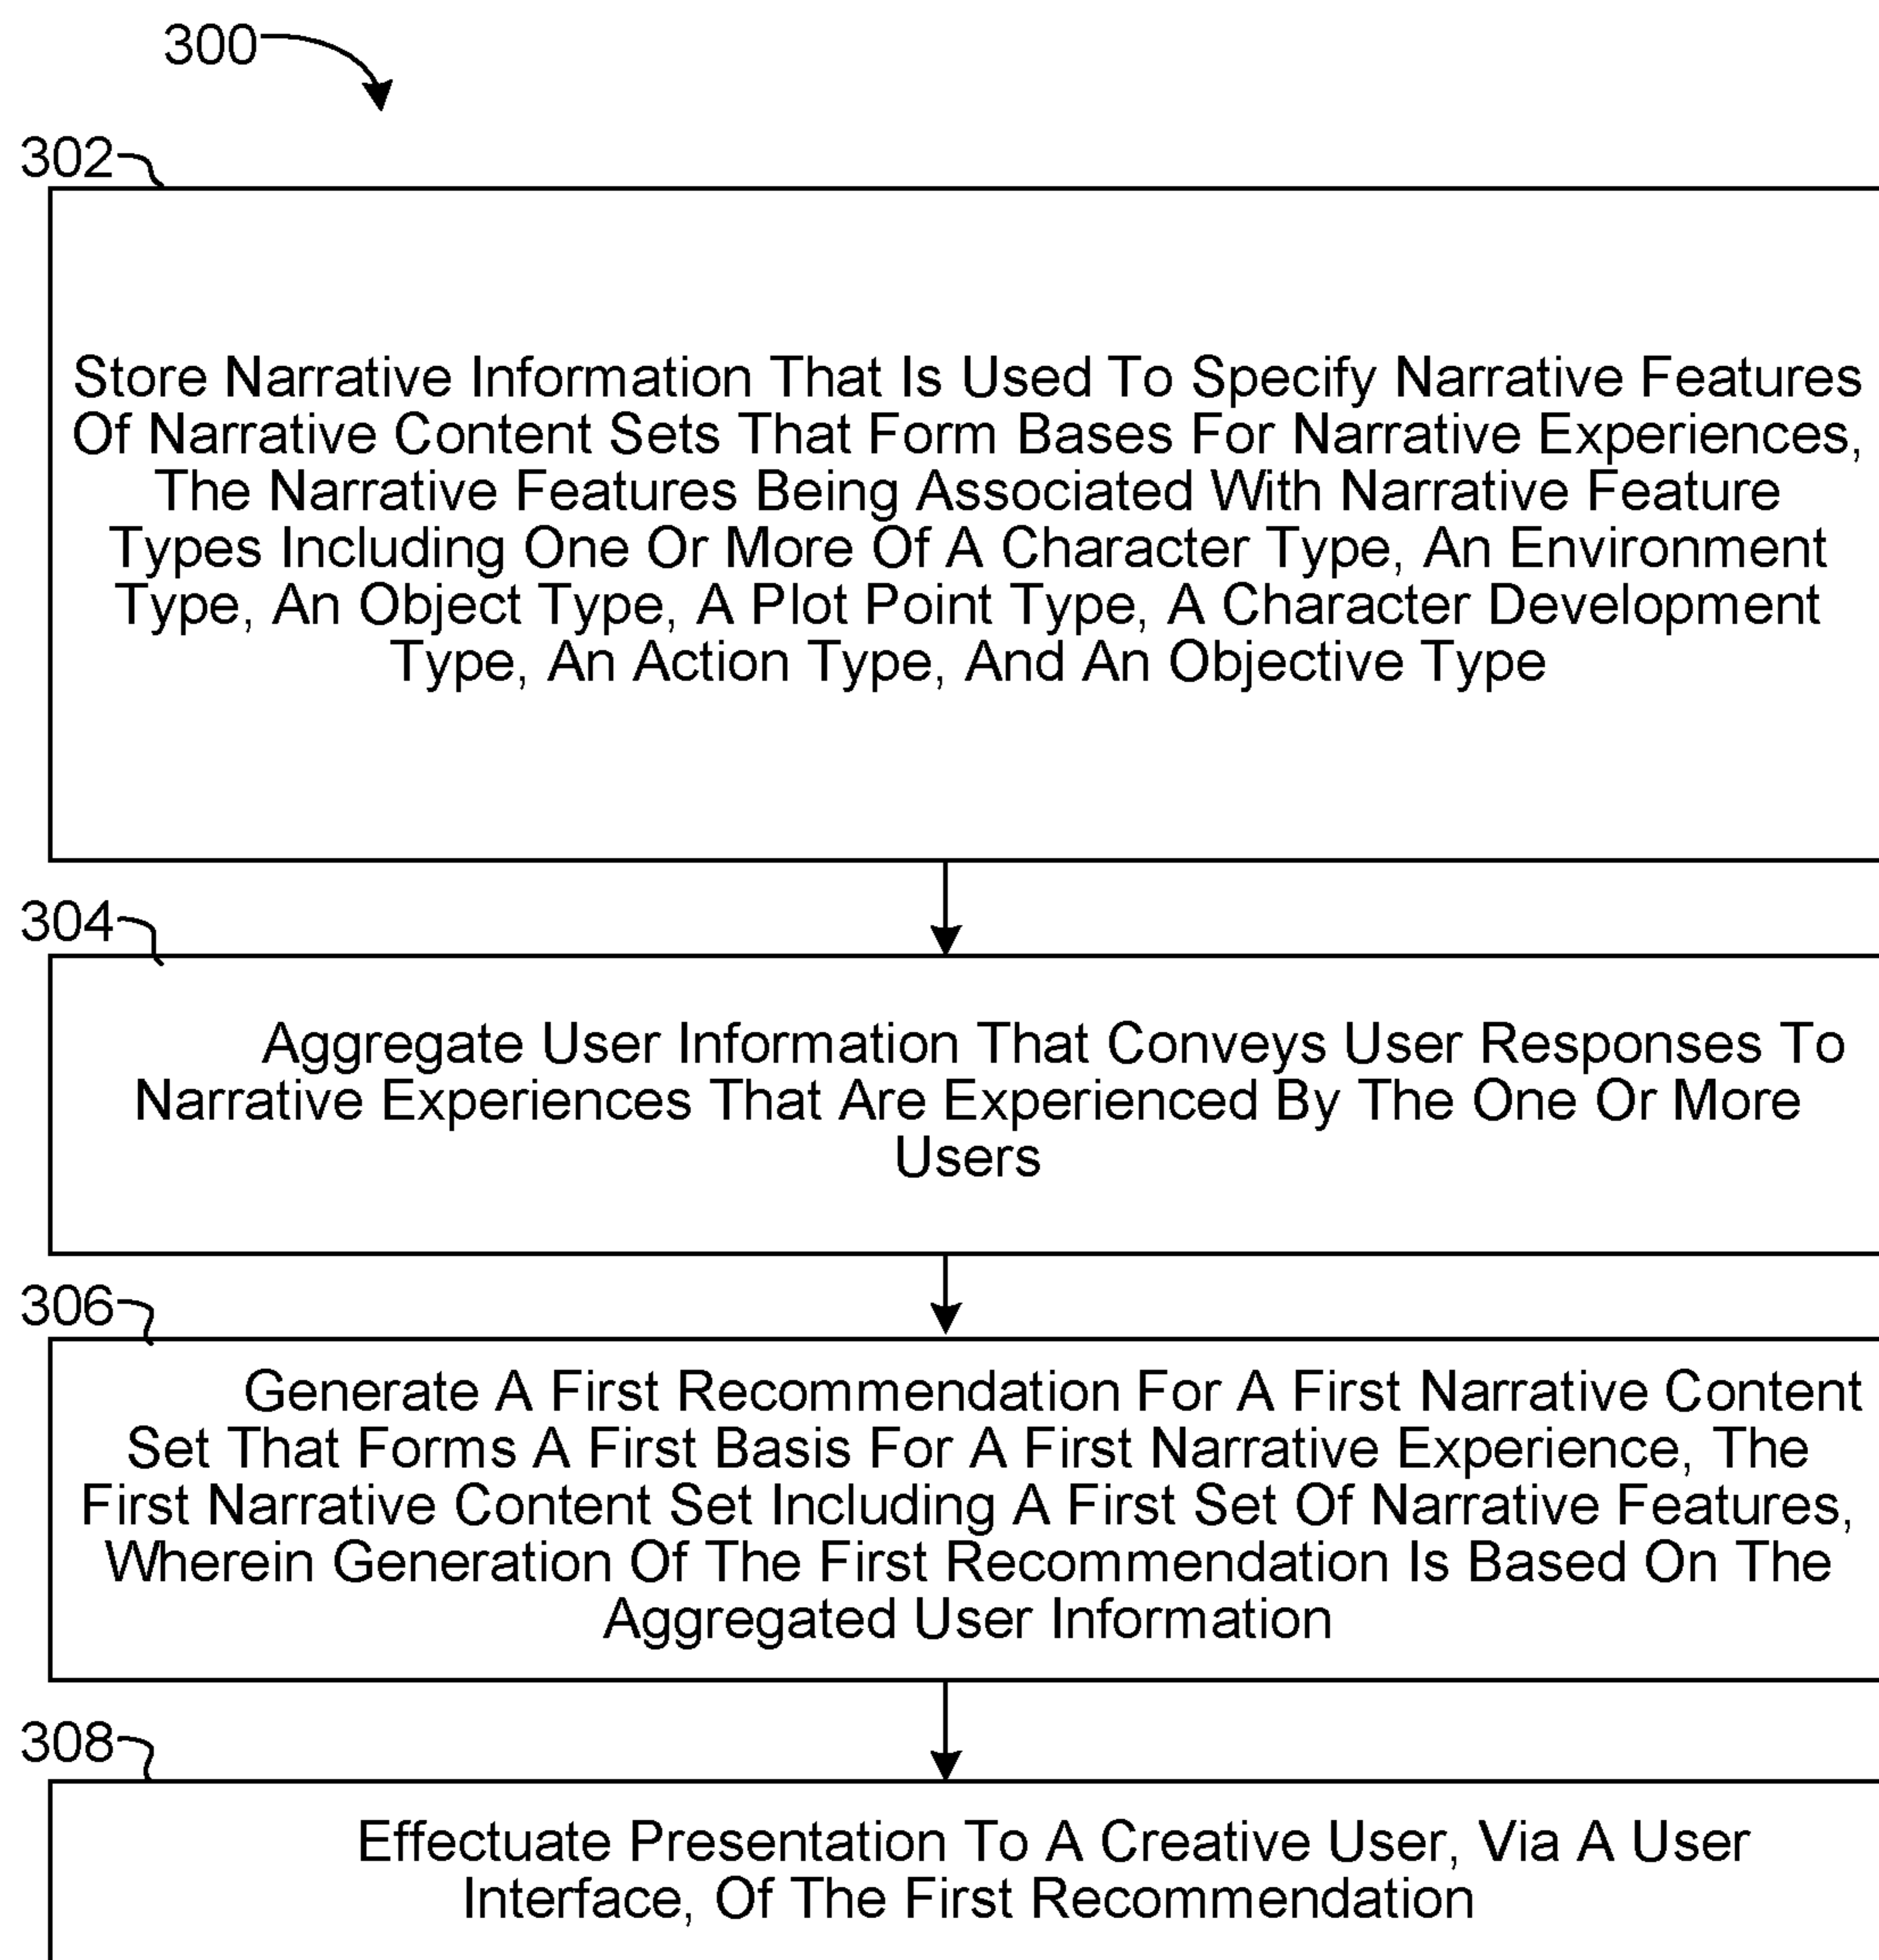 300
302
Store Narrative Information That Is Used To Specify Narrative Features
Of Narrative Content Sets That Form Bases For Narrative Experiences,
The Narrative Features Being Associated With Narrative Feature
Types Including One Or More Of A Character Type, An Environment
Type, An Object Type, A Plot Point Type, A Character Development
Type, An Action Type, And An Objective Type
304
Aggregate User Information That Conveys User Responses To
Narrative Experiences That Are Experienced By The One Or More
Users
306
Generate A First Recommendation For A First Narrative Content
Set That Forms A First Basis For A First Narrative Experience, The
First Narrative Content Set Including A First Set Of Narrative Features,
Wherein Generation Of The First Recommendation Is Based On The
Aggregated User Information
308
Effectuate Presentation To A Creative User, Via A User
Interface, Of The First Recommendation